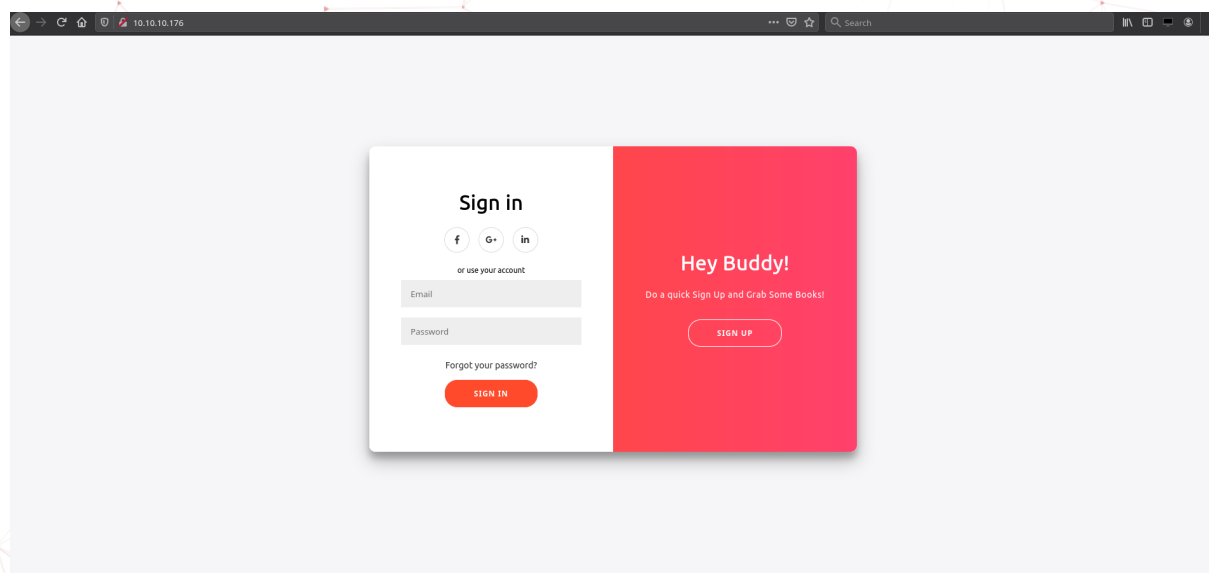 10.10.10.176
Search
Sign in
f
G+
in
or use your account
Email
Password
Forgot your password?
SIGN IN
Hey Buddy!
Do a quick Sign Up and Grab Some Books!
SIGN UP